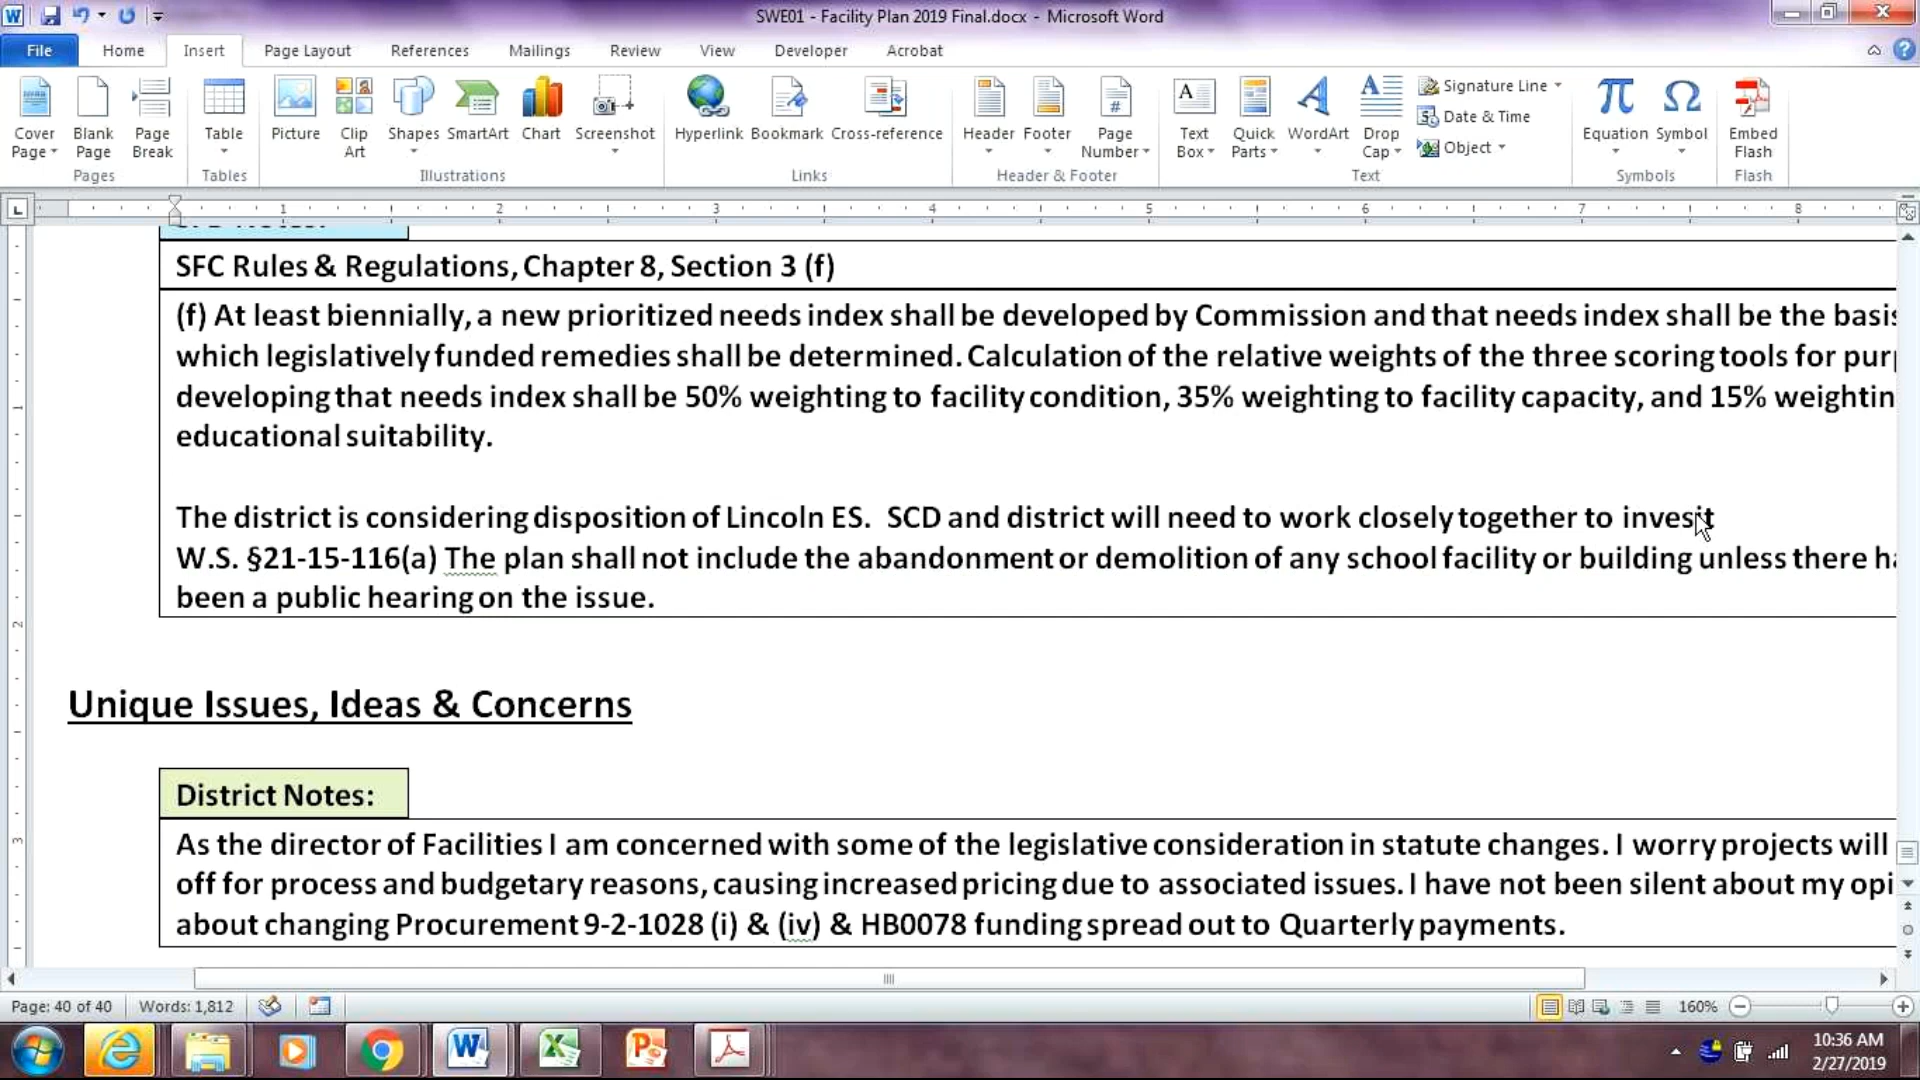 SWE01 - Facility Plan 2019 Final.docx - Microsoft Word
File Home Insert Page Layout References Mailings Review View Developer Acrobat
Cover Page Blank Page Page Break Table Picture Clip Art Shapes SmartArt Chart Screenshot Hyperlink Bookmark Cross-reference Header Footer Page Number Text Box Quick Parts WordArt Drop Cap Signature Line Date & Time Object Equation Symbol Embed Flash
Pages Tables Illustrations Links Header & Footer Text Symbols Flash
1 2 3 4 5 6 7 8
SFC Rules & Regulations, Chapter 8, Section 3 (f)
(f) At least biennially, a new prioritized needs index shall be developed by Commission and that needs index shall be the basis
which legislatively funded remedies shall be determined. Calculation of the relative weights of the three scoring tools for
developing that needs index shall be 50% weighting to facility condition, 35% weighting to facility capacity, and 15% weightin
educational suitability.
The district is considering disposition of Lincoln ES. SCD and district will need to work closely together to invesit
W.S. §21-15-116(a) The plan shall not include the abandonment or demolition of any school facility or building unless there
been a public hearing on the issue.
Unique Issues, Ideas & Concerns
District Notes:
As the director of Facilities I am concerned with some of the legislative consideration in statute changes. I worry projects will
off for process and budgetary reasons, causing increased pricing due to associated issues. I have not been silent about my opi
about changing Procurement 9-2-1028 (i) & (iv) & HB0078 funding spread out to Quarterly payments.
Page: 40 of 40 Words: 1,812 160%
10:36 AM
2/27/2019